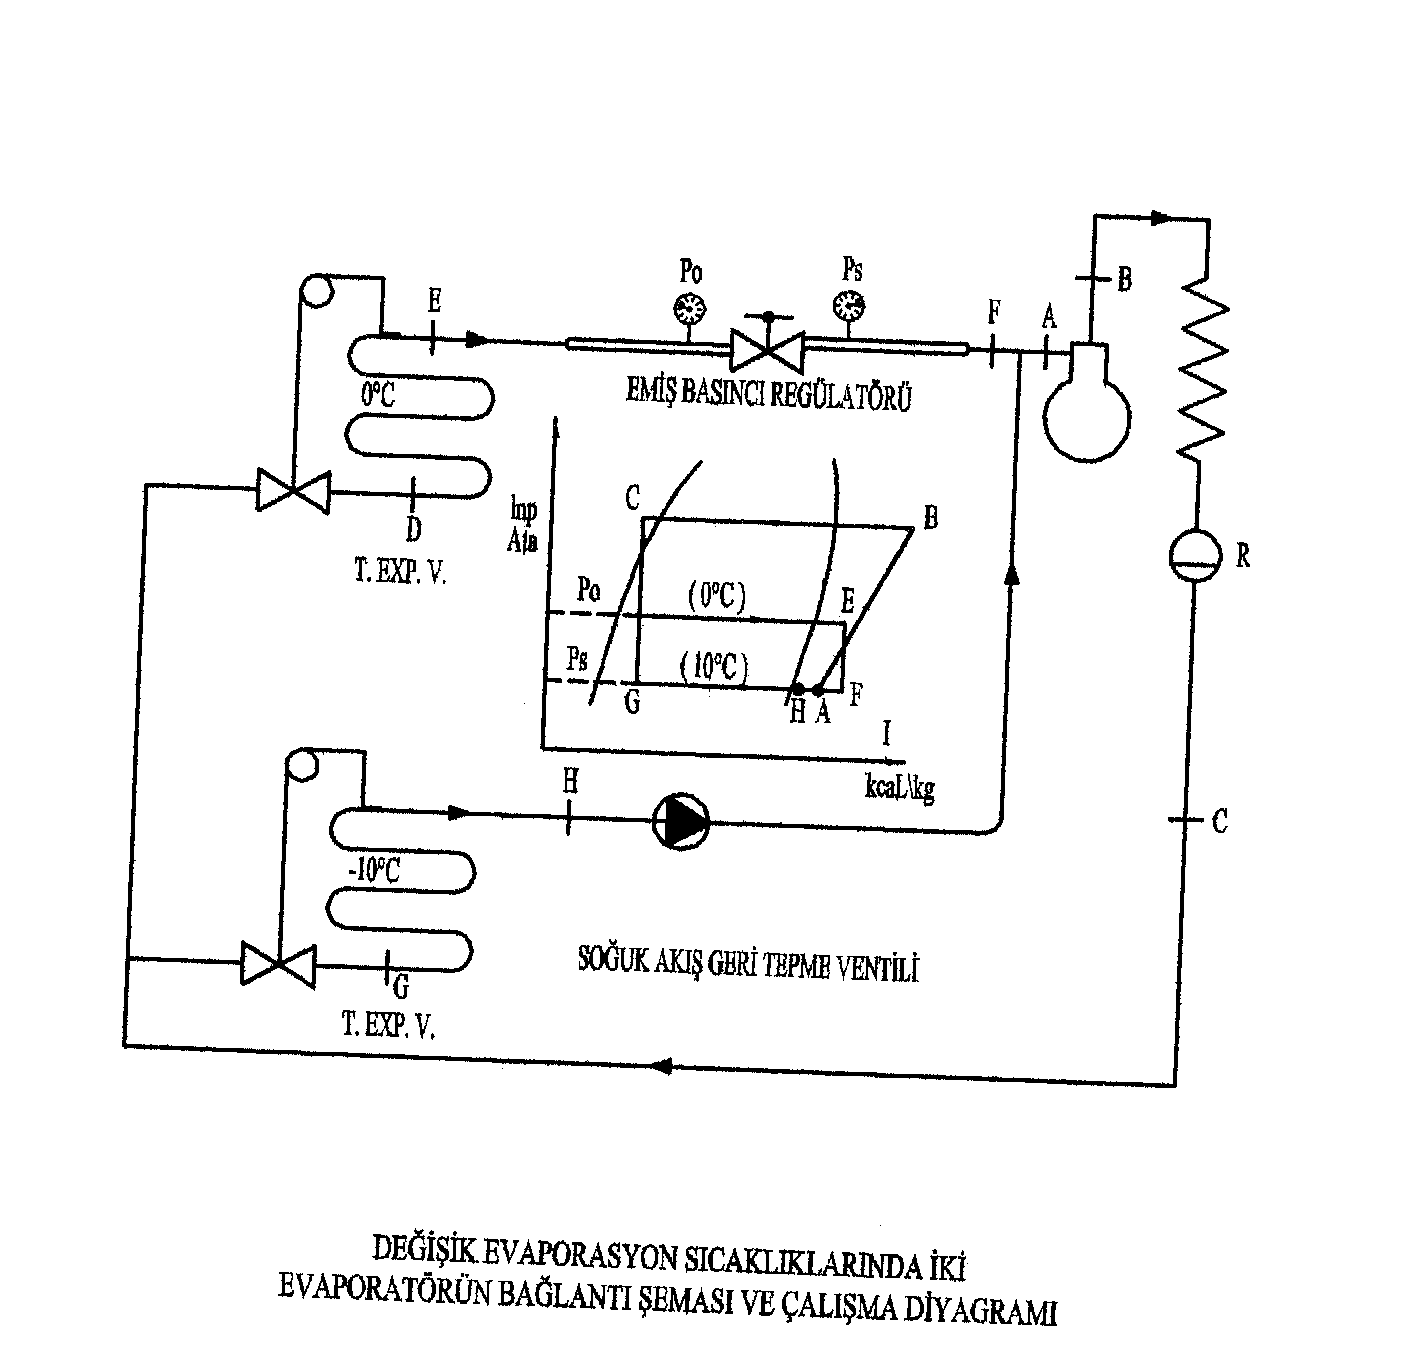 Po
Ps
B
E
F
A
0°C
EMİŞ BASINCI REGÜLATÖRÜ
C
B
lnp
Ata
D
R
T. EXP. V.
Po
(0°C)
E
Ps
(10°C)
G
H
A
F
I
kcaL\kg
H
C
-10°C
SOĞUK AKIŞ GERİ TEPME VENTİLİ
G
T. EXP. V.
DEĞİŞİK EVAPORASYON SICAKLIKLARINDA İKİ
EVAPORATÖRÜN BAĞLANTI ŞEMASI VE ÇALIŞMA DİYAGRAMI